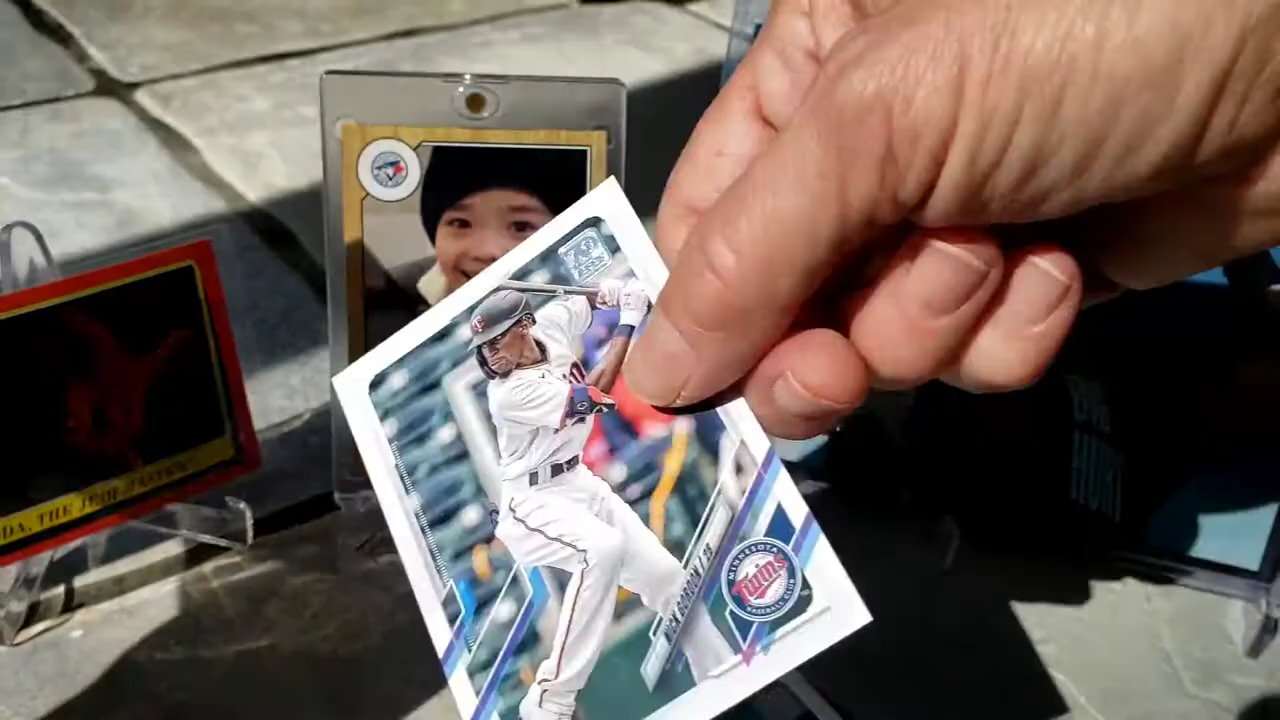 DA, THE JEDI MASTER
NICK GORDON / 2B
MINNESOTA
Twins
BASEBALL CLUB